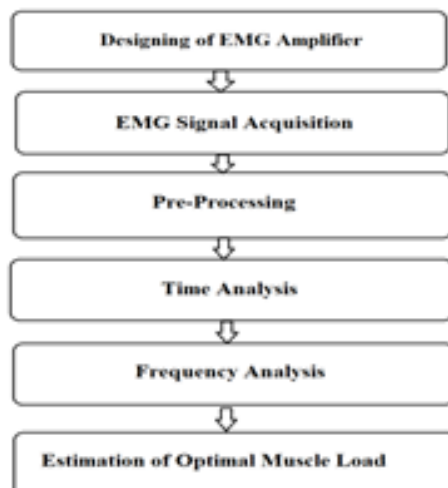 Designing of EMG Amplifier
EMG Signal Acquisition
Pre-Processing
Time Analysis
Frequency Analysis
Estimation of Optimal Muscle Load